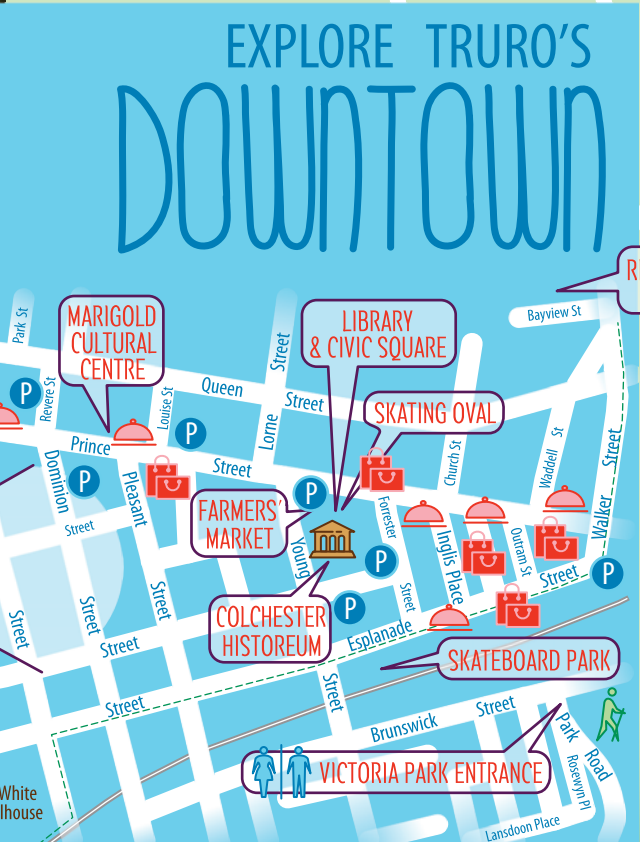 EXPLORE TRURO'S
DOWNTOWN
R
Bayview St
Park St
MARIGOLD
CULTURAL
CENTRE
LIBRARY
& CIVIC SQUARE
Street
Queen
Street
SKATING OVAL
P
Revere St
Louise St
Lorne
Prince
Street
P
Church St
Waddell St
Walker Street
Dominion
Street
P
Pleasant
Street
FARMERS'
MARKET
P
Young
Forrester
Street
Inglis Place
Outram St
P
P
P
Street
COLCHESTER
HISTOREUM
Esplanade
Street
Street
Street
Street
Street
SKATEBOARD PARK
Street
Brunswick
Street
Park
Road
VICTORIA PARK ENTRANCE
Rosewyn Pl
Lansdoon Place
White
lhouse